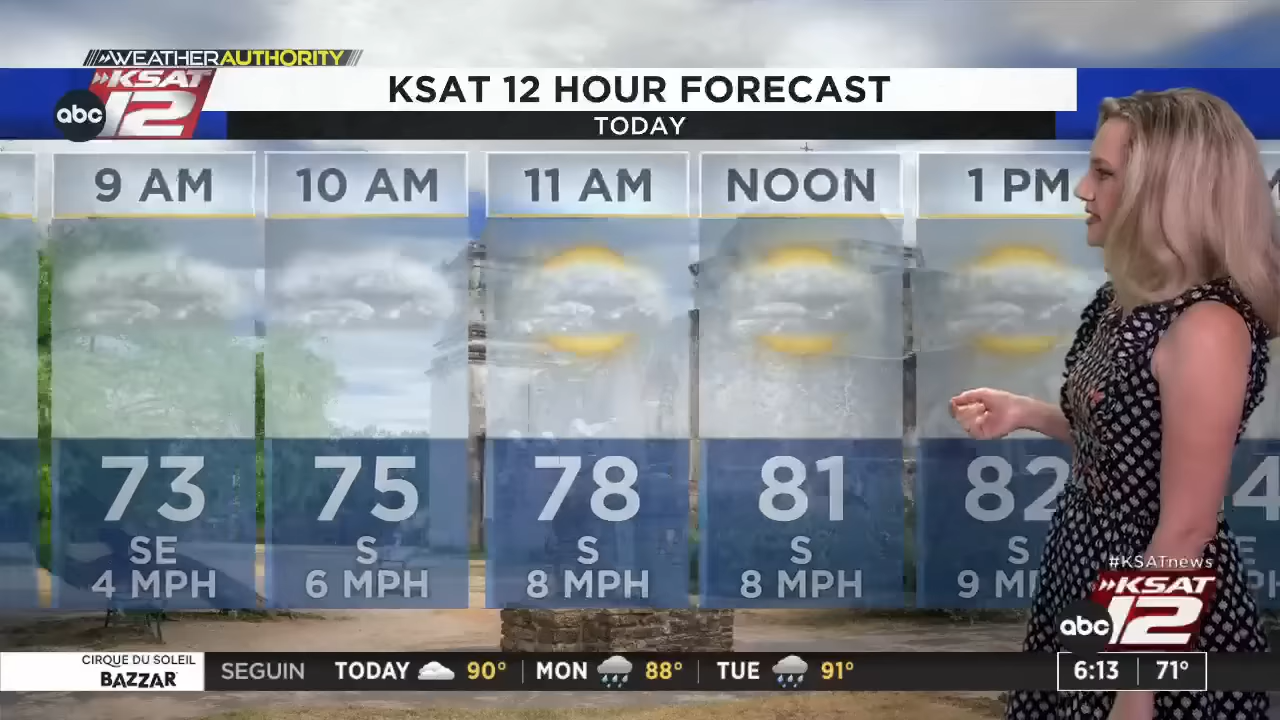 WEATHERAUTHORITY
KSAT
abc 12
KSAT 12 HOUR FORECAST
TODAY
9 AM
10 AM
11 AM
NOON
1 PM
73
75
78
81
82
4
SE
S
S
S
S
E
4 MPH
6 MPH
8 MPH
8 MPH
9 M
#KSATnews
KSAT
abc 12
CIRQUE DU SOLEIL
BAZZAR
SEGUIN TODAY 90° MON 88° TUE 91°
6:13 71°